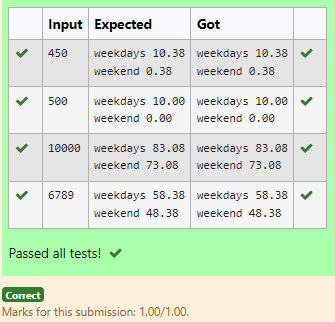 Input Expected Got
450 weekdays 10.38 weekdays 10.38
weekend 0.38 weekend 0.38
500 weekdays 10.00 weekdays 10.00
weekend 0.00 weekend 0.00
10000 weekdays 83.08 weekdays 83.08
weekend 73.08 weekend 73.08
6789 weekdays 58.38 weekdays 58.38
weekend 48.38 weekend 48.38
Passed all tests!
Correct
Marks for this submission: 1.00/1.00.